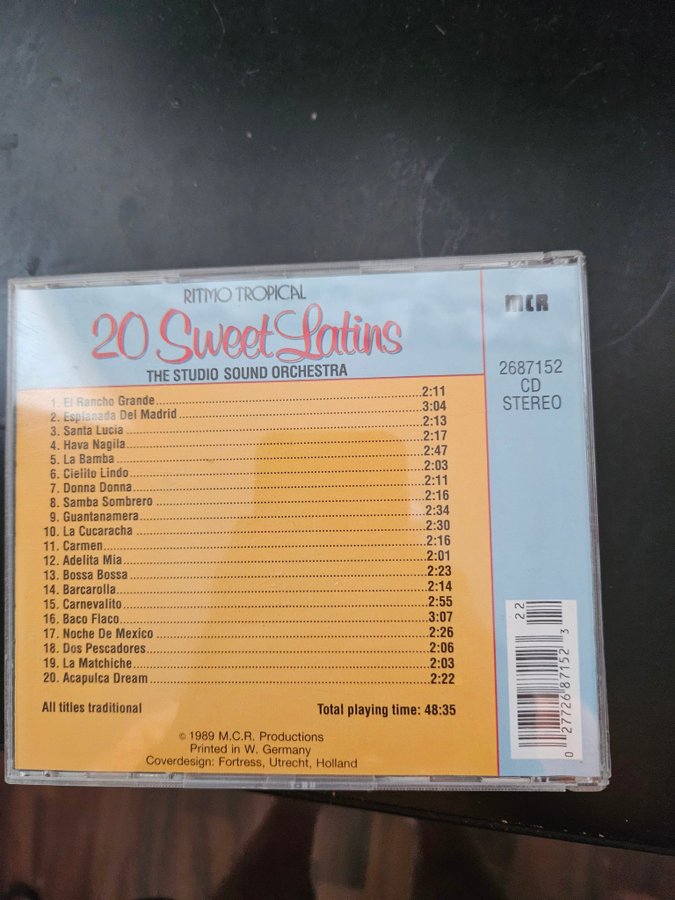 RITMO TROPICAL
20 Sweet Latins
THE STUDIO SOUND ORCHESTRA
1. El Rancho Grande 2:11
2. Esplanada Del Madrid 3:04
3. Santa Lucia 2:13
4. Hava Nagila 2:17
5. La Bamba 2:47
6. Cielito Lindo 2:03
7. Donna Donna 2:11
8. Samba Sombrero 2:16
9. Guantanamera 2:34
10. La Cucaracha 2:30
11. Carmen 2:16
12. Adelita Mia 2:01
13. Bossa Bossa 2:23
14. Barcarolla 2:14
15. Carnevalito 2:55
16. Baco Flaco 3:07
17. Noche De Mexico 2:26
18. Dos Pescadores 2:06
19. La Matchiche 2:03
20. Acapulca Dream 2:22
All titles traditional Total playing time: 48:35
© 1989 M.C.R. Productions
Printed in W. Germany
Coverdesign: Fortress, Utrecht, Holland
MCR
2687152
CD
STEREO
22
0 27726 87152 3